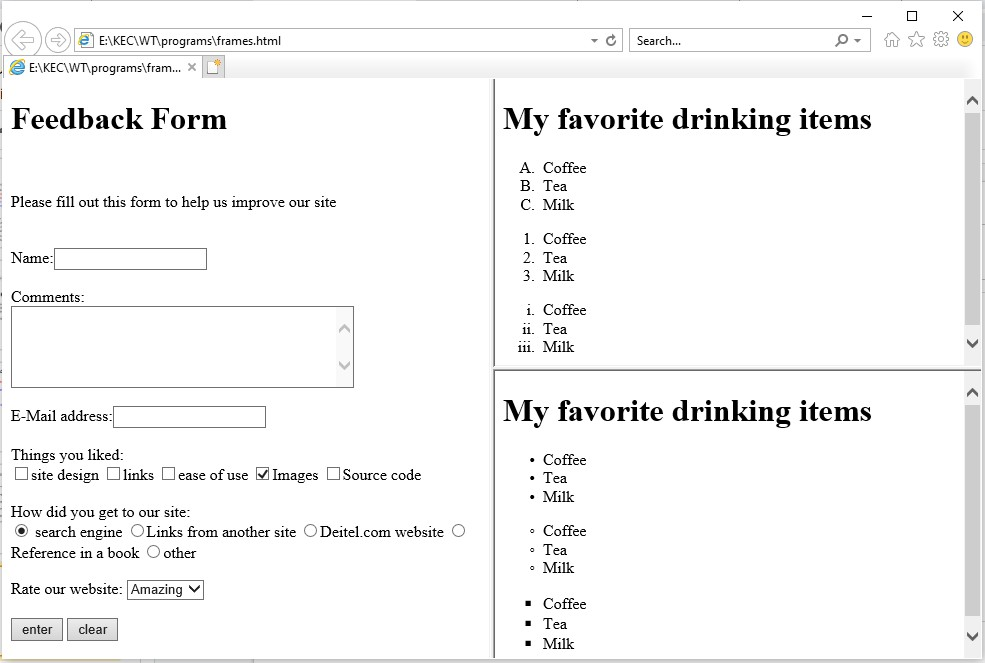 E:\KEC\WT\programs\frames.html
Search...
E:\KEC\WT\programs\fram...
Feedback Form
Please fill out this form to help us improve our site
Name:
Comments:
E-Mail address:
Things you liked:
site design links ease of use Images Source code
How did you get to our site:
search engine Links from another site Deitel.com website
Reference in a book other
Rate our website: Amazing
enter clear
My favorite drinking items
A. Coffee
B. Tea
C. Milk
1. Coffee
2. Tea
3. Milk
i. Coffee
ii. Tea
iii. Milk
My favorite drinking items
• Coffee
• Tea
• Milk
◦ Coffee
◦ Tea
◦ Milk
▪ Coffee
▪ Tea
▪ Milk